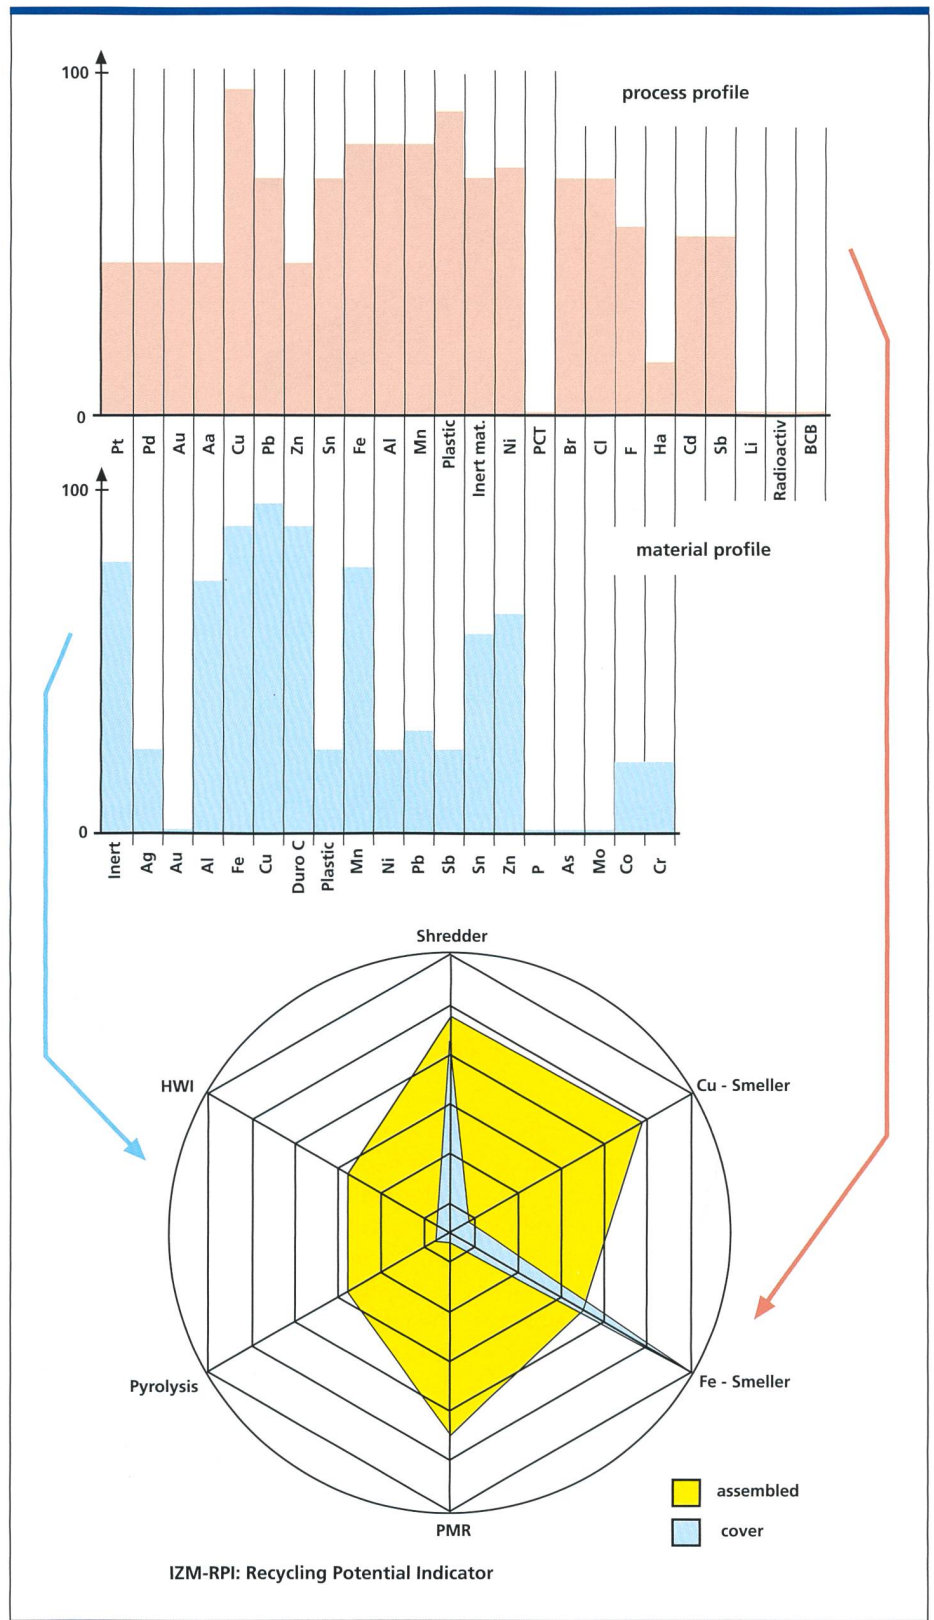 100
process profile
0
Pt
Pd
Au
Aa
Cu
Pb
Zn
Sn
Fe
Al
Mn
Plastic
Inert mat.
Ni
PCT
Br
Cl
F
Ha
Cd
Sb
Li
Radioactiv
BCB
100
material profile
0
Inert
Ag
Au
Al
Fe
Cu
Duro C
Plastic
Mn
Ni
Pb
Sb
Sn
Zn
P
As
Mo
Co
Cr
Shredder
HWI
Cu - Smeller
Pyrolysis
Fe - Smeller
PMR
assembled
cover
IZM-RPI: Recycling Potential Indicator